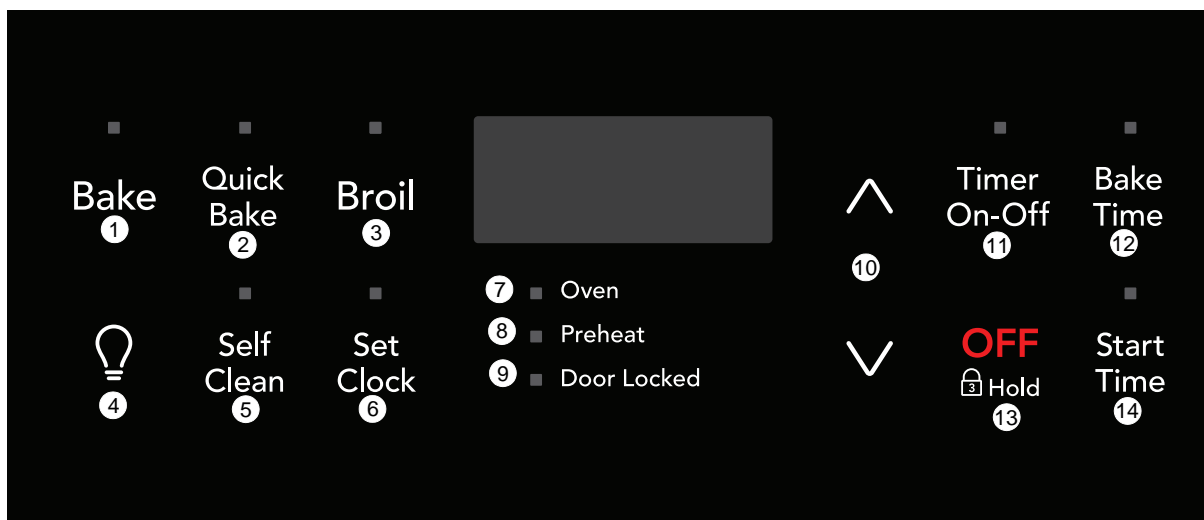 Bake
1
Quick
Bake
2
Broil
3
4
Self
Clean
5
Set
Clock
6
7 Oven
8 Preheat
9 Door Locked
10
Timer
On-Off
11
Bake
Time
12
OFF
3 Hold
13
Start
Time
14